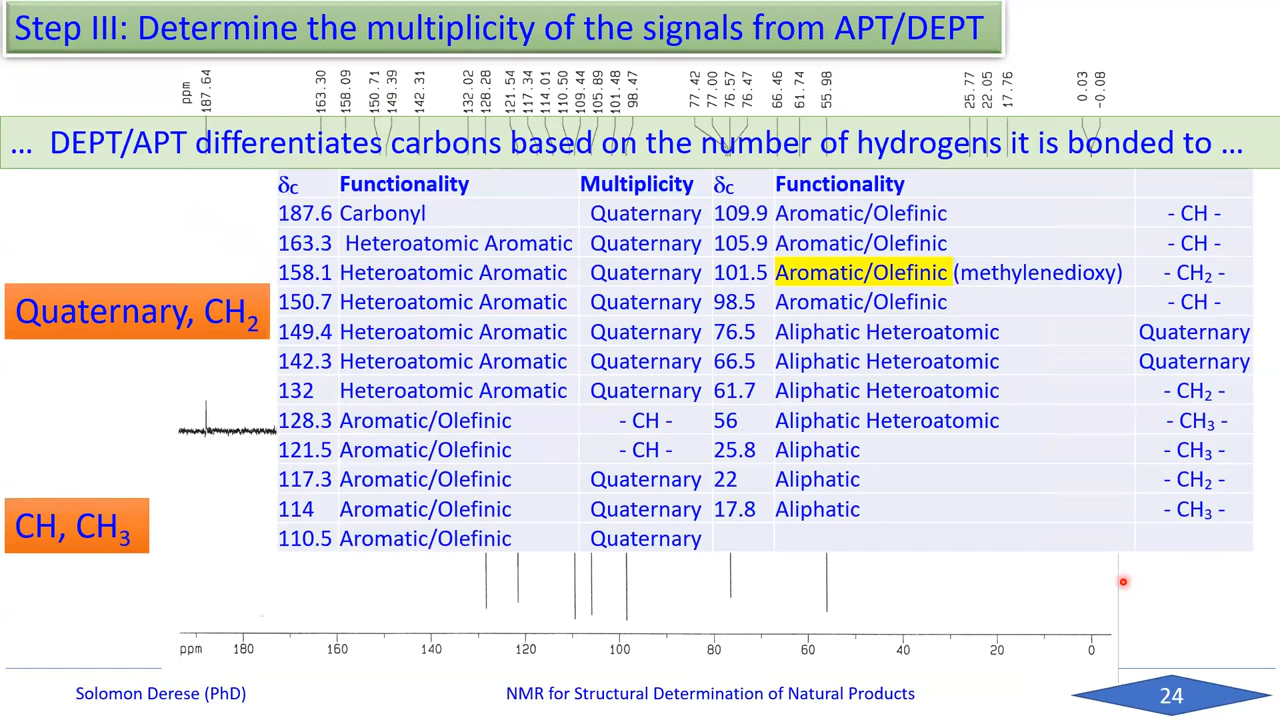 Step III: Determine the multiplicity of the signals from APT/DEPT
ppm 187.64 163.30 158.09 150.71 149.39 142.31 132.02 128.28 121.54 117.34 114.01 110.50 109.44 105.89 101.48 98.47 77.42 77.00 76.57 76.47 66.46 61.74 55.98 25.77 22.05 17.76 0.03 -0.08
... DEPT/APT differentiates carbons based on the number of hydrogens it is bonded to ...
δC Functionality Multiplicity δC Functionality
187.6 Carbonyl Quaternary 109.9 Aromatic/Olefinic - CH -
163.3 Heteroatomic Aromatic Quaternary 105.9 Aromatic/Olefinic - CH -
158.1 Heteroatomic Aromatic Quaternary 101.5 Aromatic/Olefinic (methylenedioxy) - CH₂ -
Quaternary, CH₂
150.7 Heteroatomic Aromatic Quaternary 98.5 Aromatic/Olefinic - CH -
149.4 Heteroatomic Aromatic Quaternary 76.5 Aliphatic Heteroatomic Quaternary
142.3 Heteroatomic Aromatic Quaternary 66.5 Aliphatic Heteroatomic Quaternary
132 Heteroatomic Aromatic Quaternary 61.7 Aliphatic Heteroatomic - CH₂ -
128.3 Aromatic/Olefinic - CH - 56 Aliphatic Heteroatomic - CH₃ -
121.5 Aromatic/Olefinic - CH - 25.8 Aliphatic - CH₃ -
117.3 Aromatic/Olefinic Quaternary 22 Aliphatic - CH₂ -
114 Aromatic/Olefinic Quaternary 17.8 Aliphatic - CH₃ -
CH, CH₃
110.5 Aromatic/Olefinic Quaternary
ppm 180 160 140 120 100 80 60 40 20 0
Solomon Derese (PhD) NMR for Structural Determination of Natural Products 24